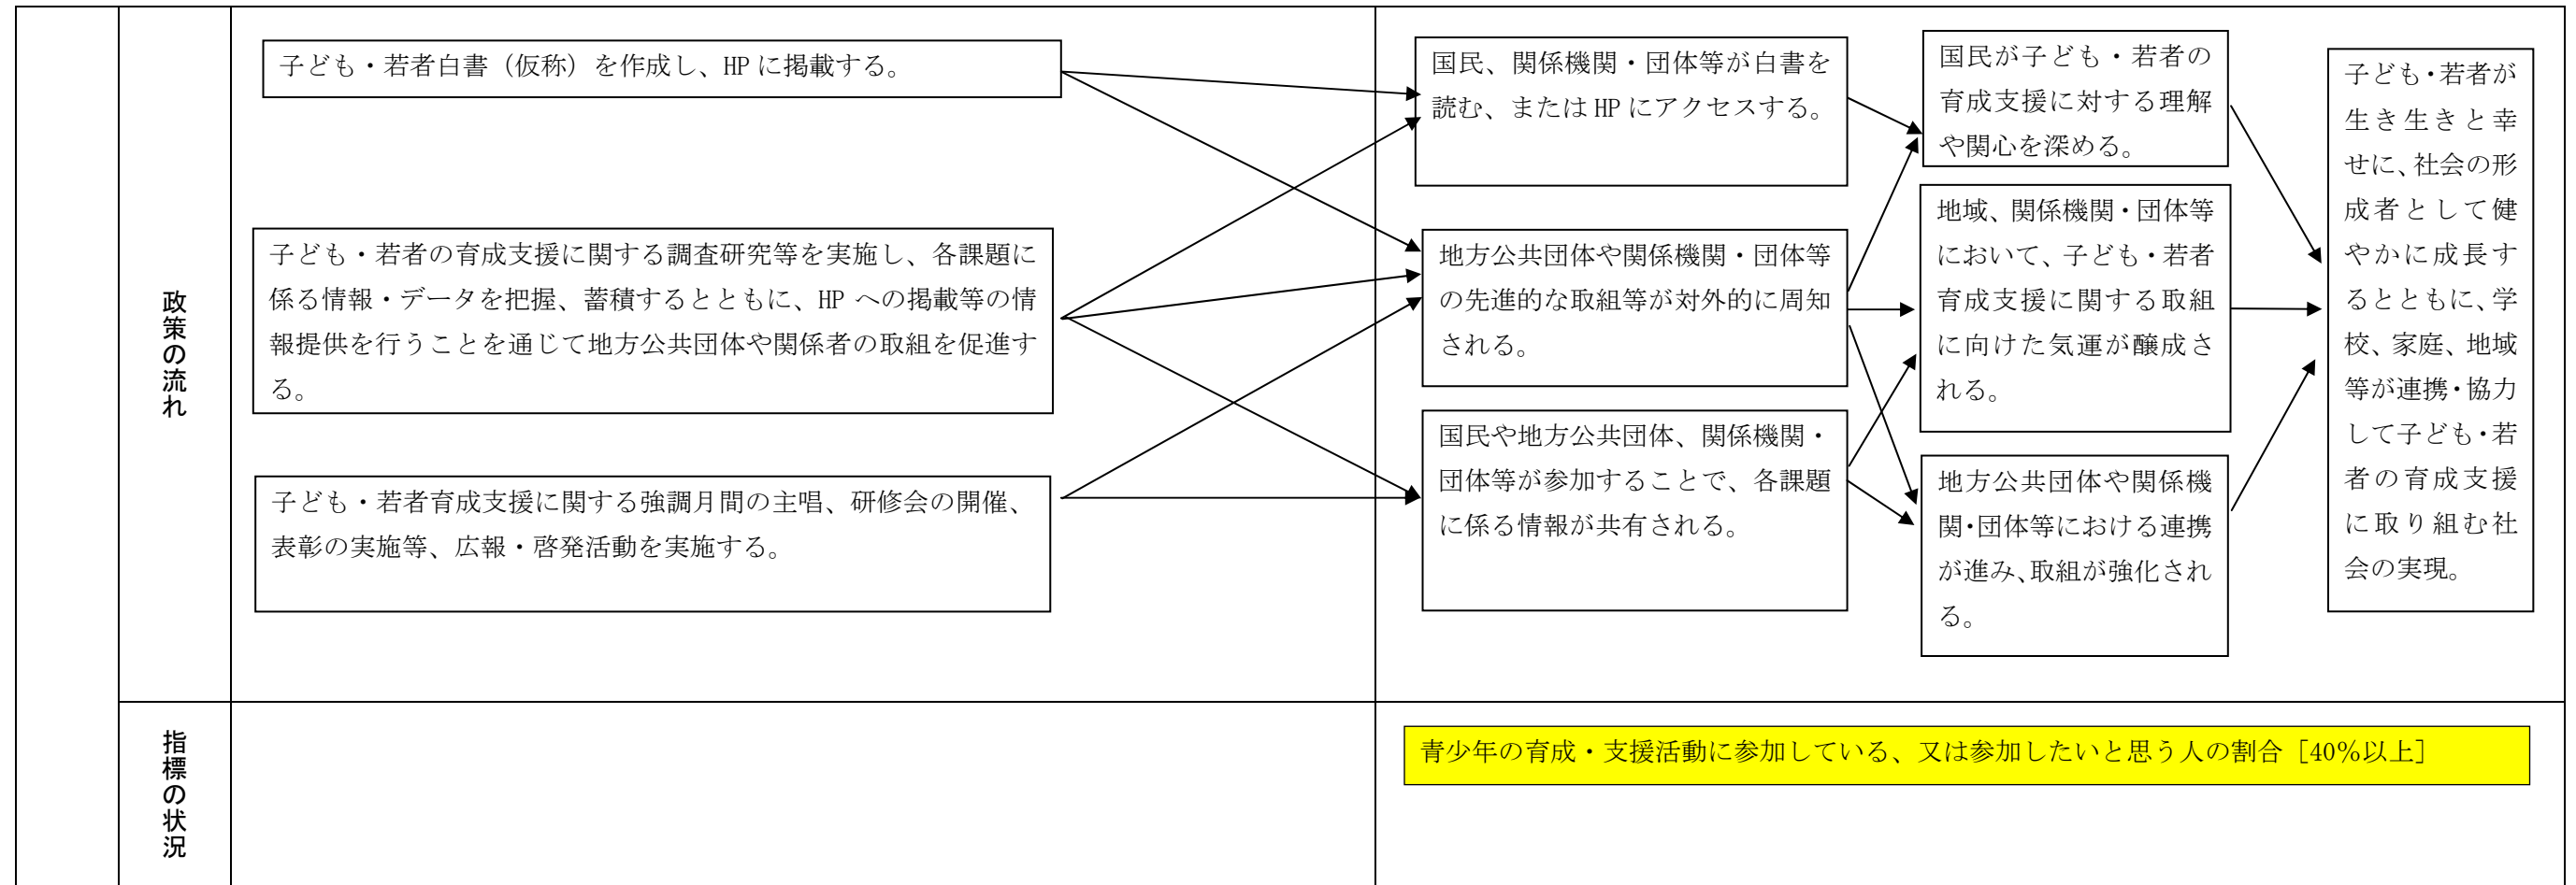 政策の流れ
子ども・若者白書（仮称）を作成し、HPに掲載する。
子ども・若者の育成支援に関する調査研究等を実施し、各課題に
係る情報・データを把握、蓄積するとともに、HP への掲載等の情
報提供を行うことを通じて地方公共団体や関係者の取組を促進す
る。
子ども・若者育成支援に関する強調月間の主唱、研修会の開催、
表彰の実施等、広報・啓発活動を実施する。
国民、関係機関・団体等が白書を
読む、または HP にアクセスする。
地方公共団体や関係機関・団体等
の先進的な取組等が対外的に周知
される。
国民や地方公共団体、関係機関・
団体等が参加することで、各課題
に係る情報が共有される。
国民が子ども・若者の
育成支援に対する理解
や関心を深める。
地域、関係機関・団体等
において、子ども・若者
育成支援に関する取組
に向けた気運が醸成さ
れる。
地方公共団体や関係機
関・団体等における連携
が進み、取組が強化され
る。
子ども・若者が
生き生きと幸
せに、社会の形
成者として健
やかに成長す
るとともに、学
校、家庭、地域
等が連携・協力
して子ども・若
者の育成支援
に取り組む社
会の実現。
指標の状況
青少年の育成・支援活動に参加している、又は参加したいと思う人の割合［40％以上］